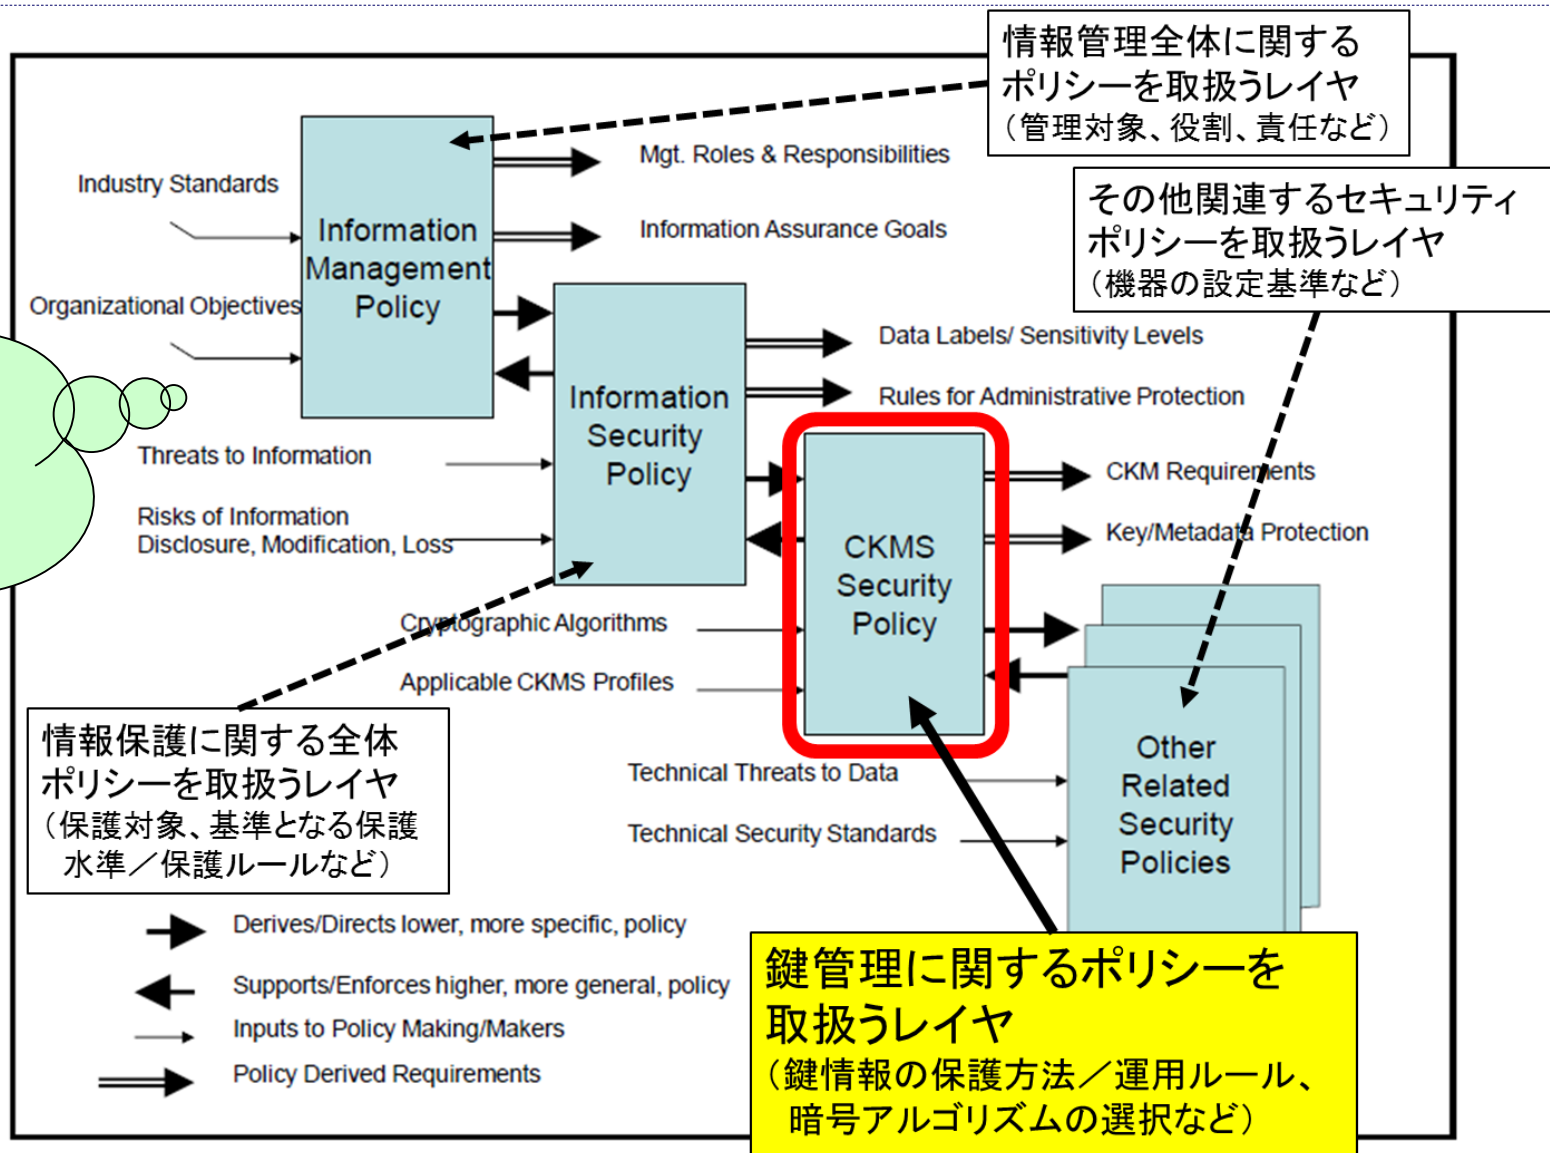 情報管理全体に関する
ポリシーを取扱うレイヤ
（管理対象、役割、責任など）
その他関連するセキュリティ
ポリシーを取扱うレイヤ
（機器の設定基準など）
Industry Standards
Organizational Objectives
Information
Management
Policy
Mgt. Roles & Responsibilities
Information Assurance Goals
Threats to Information
Risks of Information
Disclosure, Modification, Loss
Information
Security
Policy
Data Labels/ Sensitivity Levels
Rules for Administrative Protection
Cryptographic Algorithms
Applicable CKMS Profiles
CKMS
Security
Policy
CKM Requirements
Key/Metadata Protection
Technical Threats to Data
Technical Security Standards
Other
Related
Security
Policies
情報保護に関する全体
ポリシーを取扱うレイヤ
（保護対象、基準となる保護
水準／保護ルールなど）
Derives/Directs lower, more specific, policy
Supports/Enforces higher, more general, policy
Inputs to Policy Making/Makers
Policy Derived Requirements
鍵管理に関するポリシーを
取扱うレイヤ
（鍵情報の保護方法／運用ルール、
暗号アルゴリズムの選択など）